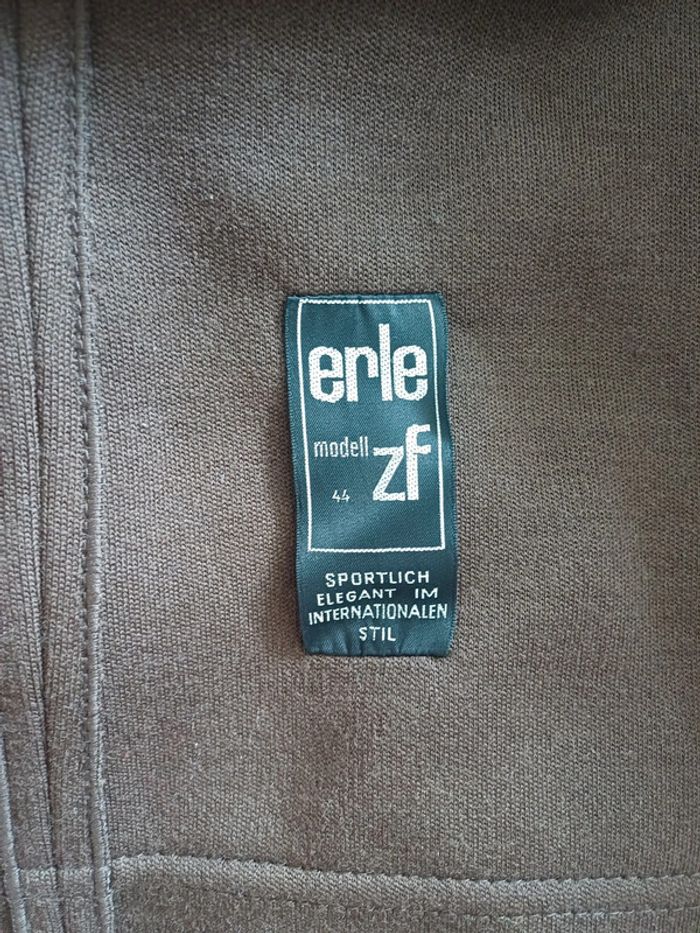 erle
modell zf
44
SPORTLICH
ELEGANT IM
INTERNATIONALEN
STIL